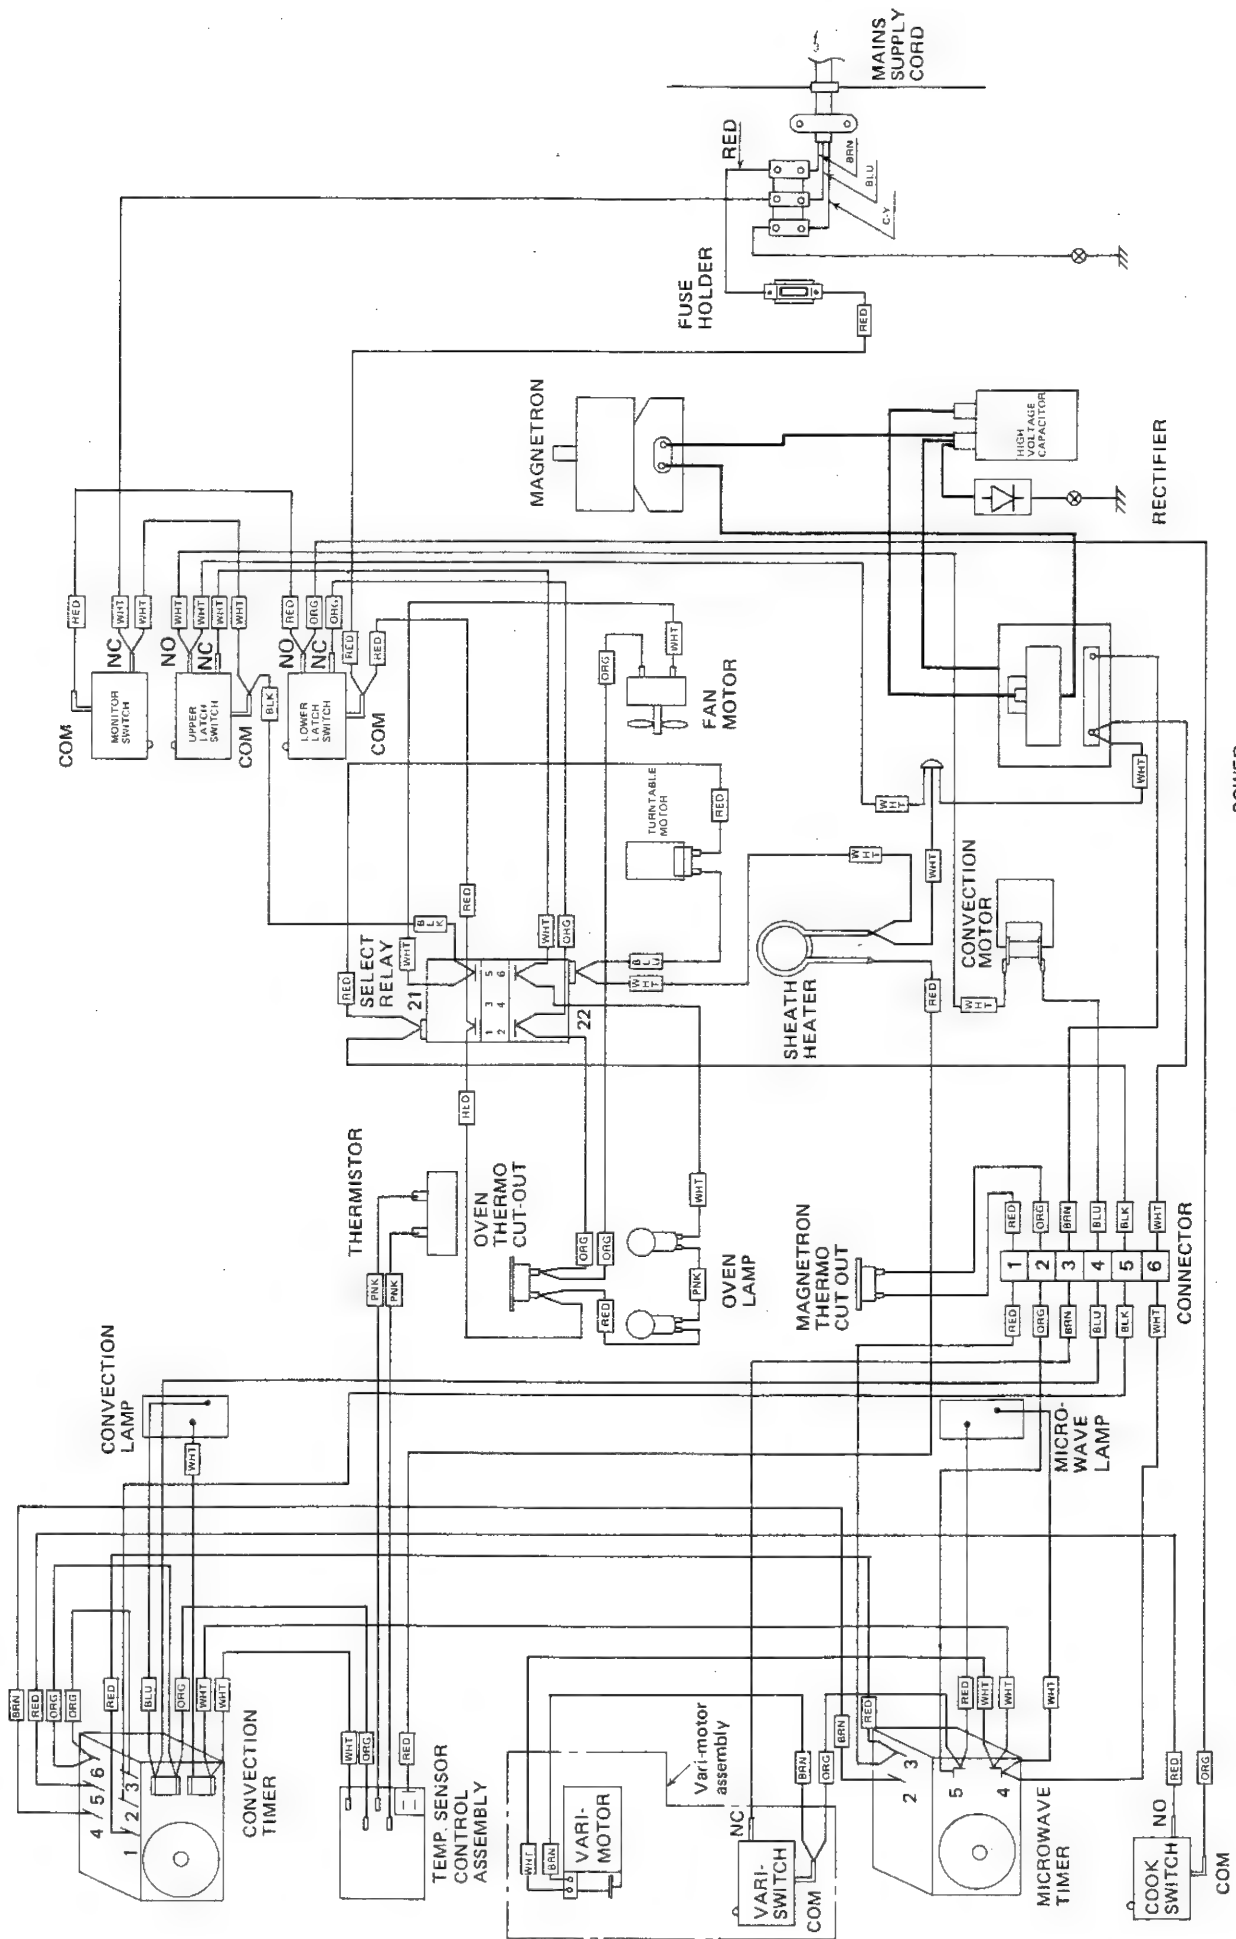 MAINS
SUPPLY
CORD
RED
BRN
BLU
C-Y
FUSE
HOLDER
RED
MAGNETRON
HIGH
VOLTAGE
CAPACITOR
RECTIFIER
RED
WHT
WHT
WHT
WHT
WHT
WHT
RED
ORG
ORG
RED
RED
NC
NO
NC
NO
NC
COM
MONITOR
SWITCH
UPPER
LATCH
SWITCH
COM
BLK
LOWER
LATCH
SWITCH
COM
ORG
WHT
FAN
MOTOR
TURNTABLE
MOTOR
RED
WHT
WHT
RED
SELECT
RELAY
21
WHT
BLK
RED
WHT
ORG
1 3 5
2 4 6
22
WHT
BLU
WHT
WHT
SHEATH
HEATER
RED
CONVECTION
MOTOR
WHT
RED
THERMISTOR
PNK
PNK
OVEN
THERMO
CUT-OUT
ORG
ORG
RED
PNK
WHT
OVEN
LAMP
MAGNETRON
THERMO
CUT OUT
RED
ORG
BRN
BLU
BLK
WHT
1
2
3
4
5
6
RED
ORG
BRN
BLU
BLK
WHT
CONNECTOR
CONVECTION
LAMP
WHT
MICRO-
WAVE
LAMP
BRN
RED
ORG
ORG
RED
BLU
ORG
WHT
WHT
4 5 6
1 2 3
CONVECTION
TIMER
WHT
ORG
RED
TEMP. SENSOR
CONTROL
ASSEMBLY
Vari-motor
assembly
WHT
BRN
VARI-
MOTOR
NC
VARI-
SWITCH
COM
BRN
ORG
BRN
RED
2 3
5
4
RED
WHT
WHT
WHT
MICROWAVE
TIMER
RED
ORG
NO
COOK
SWITCH
COM